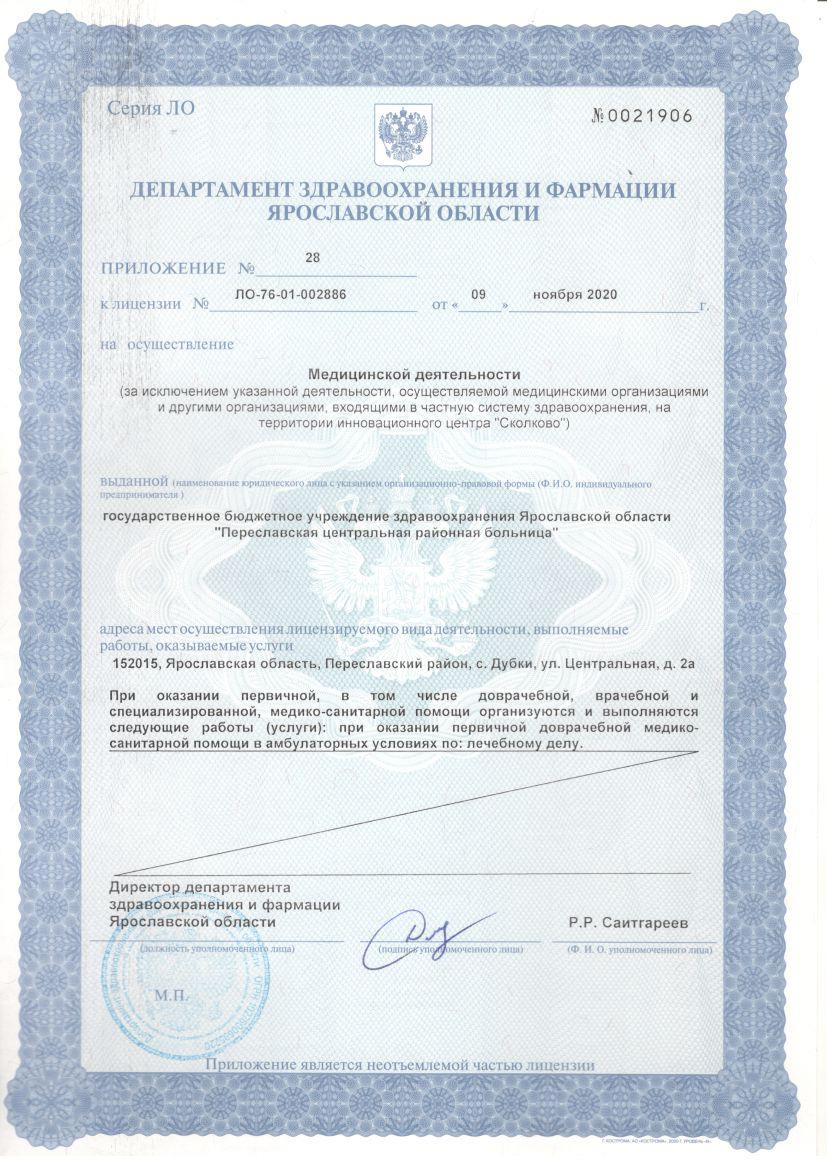 Серия ЛО
№0021906
ДЕПАРТАМЕНТ ЗДРАВООХРАНЕНИЯ И ФАРМАЦИИ
ЯРОСЛАВСКОЙ ОБЛАСТИ
ПРИЛОЖЕНИЕ № 28
к лицензии № ЛО-76-01-002886 от « 09 » ноября 2020 г.
на осуществление
Медицинской деятельности
(за исключением указанной деятельности, осуществляемой медицинскими организациями
и другими организациями, входящими в частную систему здравоохранения, на
территории инновационного центра "Сколково")
выданной (наименование юридического лица с указанием организационно-правовой формы (Ф.И.О. индивидуального
предпринимателя )
государственное бюджетное учреждение здравоохранения Ярославской области
"Переславская центральная районная больница"
адреса мест осуществления лицензируемого вида деятельности, выполняемые
работы, оказываемые услуги
152015, Ярославская область, Переславский район, с. Дубки, ул. Центральная, д. 2а
При оказании первичной, в том числе доврачебной, врачебной и
специализированной, медико-санитарной помощи организуются и выполняются
следующие работы (услуги): при оказании первичной доврачебной медико-
санитарной помощи в амбулаторных условиях по: лечебному делу.
Директор департамента
здравоохранения и фармации
Ярославской области
Р.Р. Саитгареев
(должность уполномоченного лица)
(подпись уполномоченного лица)
(Ф. И. О. уполномоченного лица)
М.П.
Приложение является неотъемлемой частью лицензии